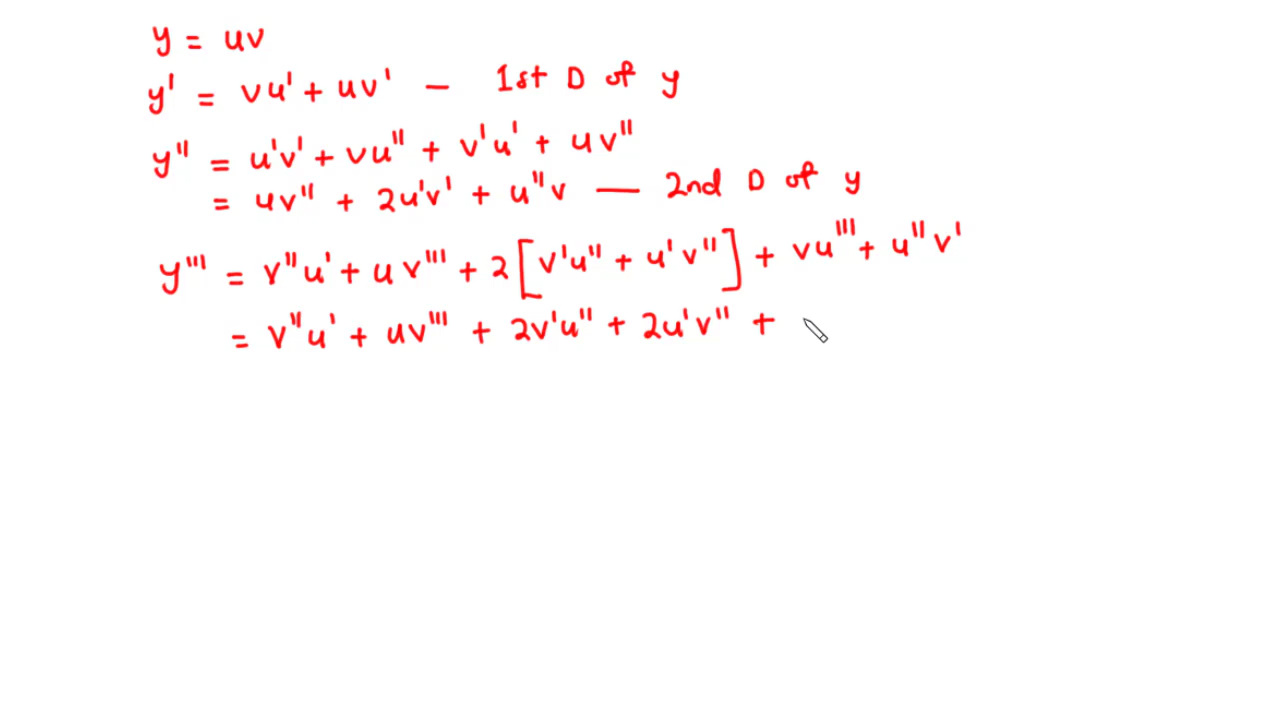 y = uv
y' = vu' + uv' — 1st D of y
y'' = u'v' + vu'' + v'u' + uv''
= uv'' + 2u'v' + u''v — 2nd D of y
y''' = v''u' + uv''' + 2[v'u'' + u'v''] + vu''' + u''v'
= v''u' + uv''' + 2v'u'' + 2u'v'' +